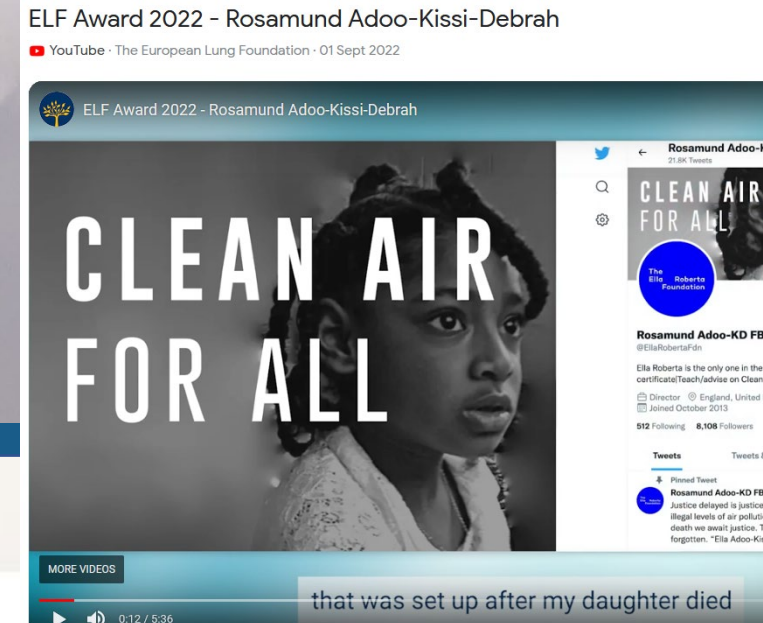 ELF Award 2022 - Rosamund Adoo-Kissi-Debrah
YouTube · The European Lung Foundation · 01 Sept 2022
ELF Award 2022 - Rosamund Adoo-Kissi-Debrah
CLEAN AIR
FOR ALL
Rosamund Adoo-K
21.8K Tweets
CLEAN AIR
FOR ALL
The
Ella Roberta
Foundation
Rosamund Adoo-KD FB
@EllaRobertaFdn
Ella Roberta is the only one in the
certificate|Teach/advise on Clean
Director England, United
Joined October 2013
512 Following 8,108 Followers
Tweets Tweets &
Pinned Tweet
Rosamund Adoo-KD FB
Justice delayed is justice
illegal levels of air polluti
death we await justice. T
forgotten. "Ella Adoo-Kis
MORE VIDEOS
that was set up after my daughter died
0:12 / 5:36